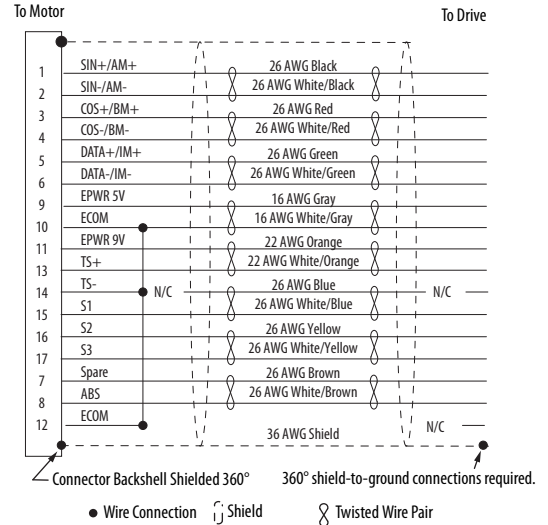 To Motor
To Drive
1 SIN+/AM+ 26 AWG Black
2 SIN-/AM- 26 AWG White/Black
3 COS+/BM+ 26 AWG Red
4 COS-/BM- 26 AWG White/Red
5 DATA+/IM+ 26 AWG Green
6 DATA-/IM- 26 AWG White/Green
9 EPWR 5V 16 AWG Gray
10 ECOM 16 AWG White/Gray
11 EPWR 9V 22 AWG Orange
13 TS+ 22 AWG White/Orange
14 TS- N/C 26 AWG Blue N/C
15 S1 26 AWG White/Blue
16 S2 26 AWG Yellow
17 S3 26 AWG White/Yellow
7 Spare 26 AWG Brown
8 ABS 26 AWG White/Brown
12 ECOM N/C
36 AWG Shield
Connector Backshell Shielded 360°
360° shield-to-ground connections required.
Wire Connection Shield Twisted Wire Pair